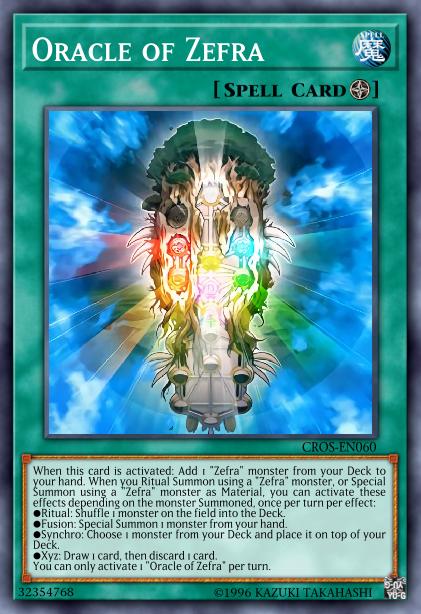 Oracle of Zefra
SPELL
魔
[Spell Card]
CROS-EN060
When this card is activated: Add 1 "Zefra" monster from your Deck to
your hand. When you Ritual Summon using a "Zefra" monster, or Special
Summon using a "Zefra" monster as Material, you can activate these
effects depending on the monster Summoned, once per turn per effect:
●Ritual: Shuffle 1 monster on the field into the Deck.
●Fusion: Special Summon 1 monster from your hand.
●Synchro: Choose 1 monster from your Deck and place it on top of your
Deck.
●Xyz: Draw 1 card, then discard 1 card.
You can only activate 1 "Oracle of Zefra" per turn.
32354768
©1996 KAZUKI TAKAHASHI